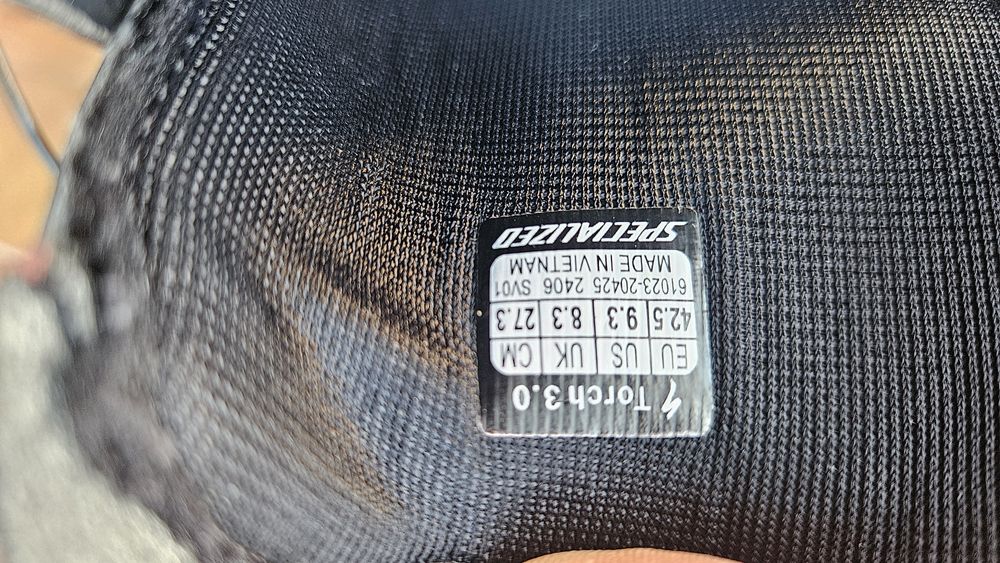 Torch 3.0
EU US UK CM
42.5 9.3 8.3 27.3
61023-20425 2406 SV01
MADE IN VIETNAM
SPECIALIZED